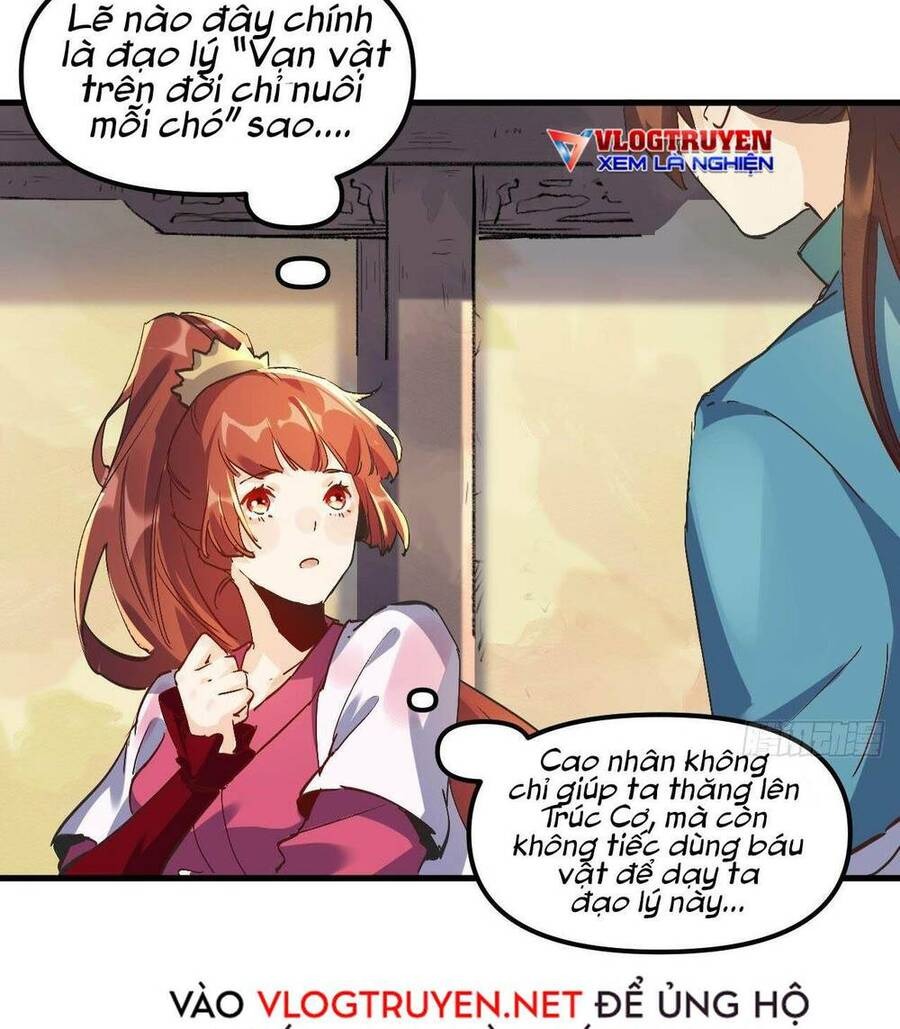 Lẽ nào đây chính
là đạo lý "Vạn vật
trên đời chỉ nuôi
mỗi chó" sao....
VLOGTRUYEN
XEM LÀ NGHIỆN
Cao nhân không
chỉ giúp ta thăng lên
Trúc Cơ, mà còn
không tiếc dùng báu
vật để dạy ta
đạo lý này...
VÀO VLOGTRUYEN.NET ĐỂ ỦNG HỘ